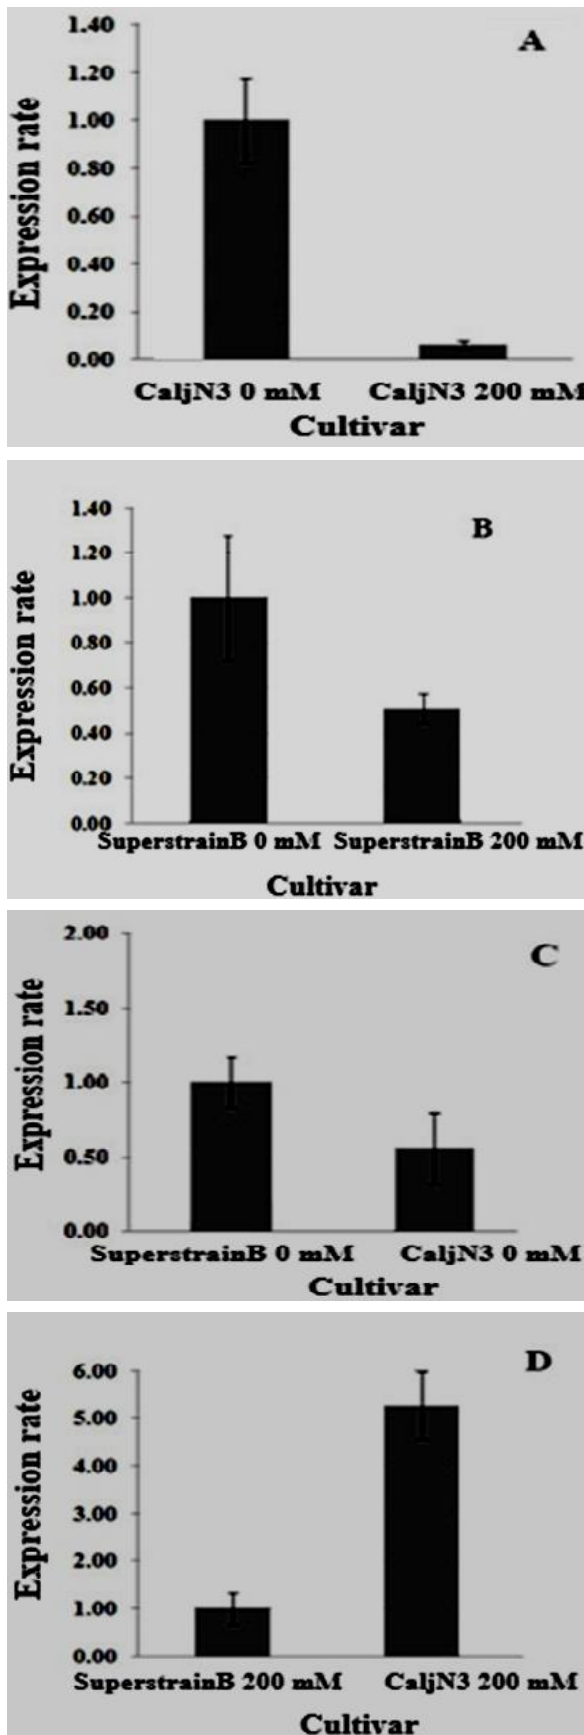 A
1.40
1.20
1.00
0.80
0.60
0.40
0.20
0.00
Expression rate
CaljN3 0 mM CaljN3 200 mM
Cultivar
B
1.40
1.20
1.00
0.80
0.60
0.40
0.20
0.00
Expression rate
SuperstrainB 0 mM SuperstrainB 200 mM
Cultivar
C
2.00
1.50
1.00
0.50
0.00
Expression rate
SuperstrainB 0 mM CaljN3 0 mM
Cultivar
D
6.00
5.00
4.00
3.00
2.00
1.00
0.00
Expression rate
SuperstrainB 200 mM CaljN3 200 mM
Cultivar